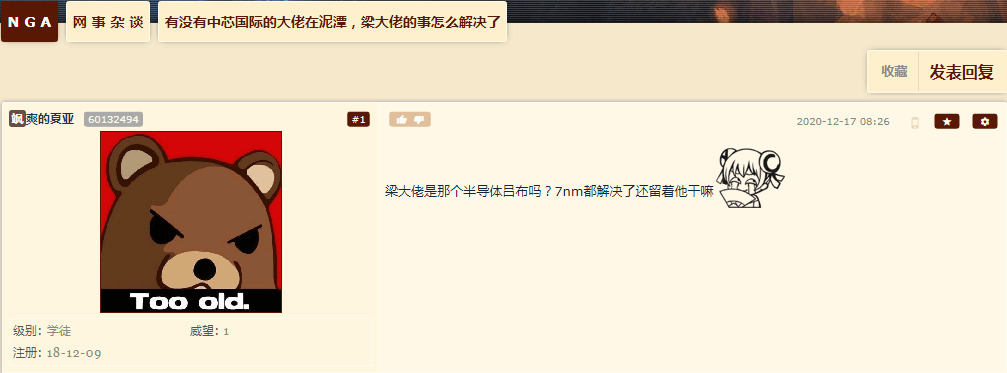 NGA 网事杂谈 有没有中芯国际的大佬在泥潭，梁大佬的事怎么解决了
收藏 发表回复
飒爽的夏亚 60132494 #1
2020-12-17 08:26
梁大佬是那个半导体吕布吗？7nm都解决了还留着他干嘛
Too old.
级别: 学徒 威望: 1
注册: 18-12-09